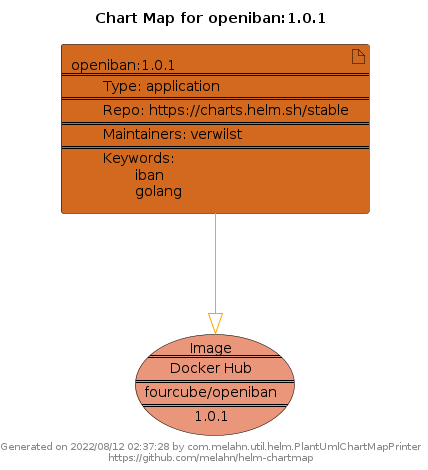 Chart Map for openiban:1.0.1
openiban:1.0.1
Type: application
Repo: https://charts.helm.sh/stable
Maintainers: verwilst
Keywords:
iban
golang
Image
Docker Hub
fourcube/openiban
1.0.1
Generated on 2022/08/12 02:37:28 by com.melahn.util.helm.PlantUmlChartMapPrinter
https://github.com/melahn/helm-chartmap